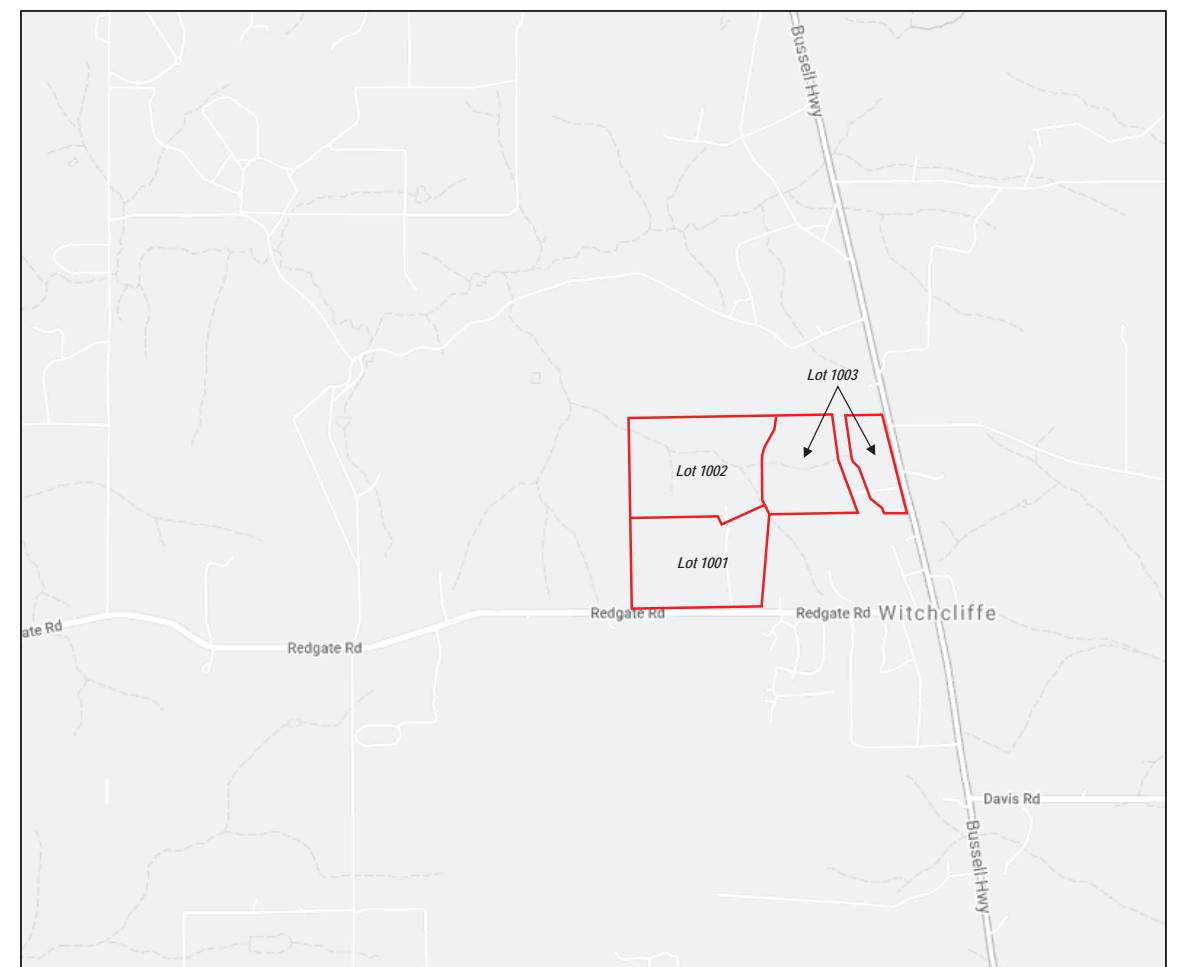 Bussell Hwy
Lot 1003
Lot 1002
Lot 1001
Redgate Rd
Redgate Rd
Witchcliffe
ate Rd
Redgate Rd
Davis Rd
Bussell Hwy